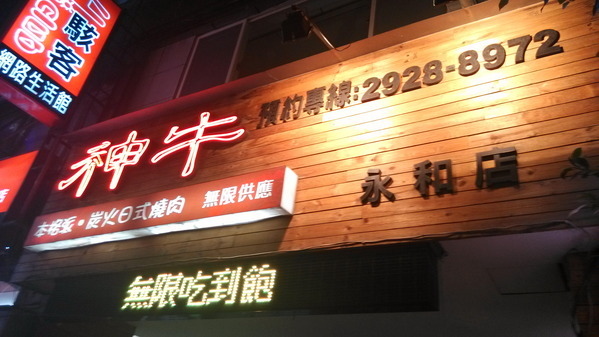 駭客
網路生活館
神牛
預約專線:2928-8972
永和店
本格派•炭火日式燒肉 無限供應
無限吃到飽